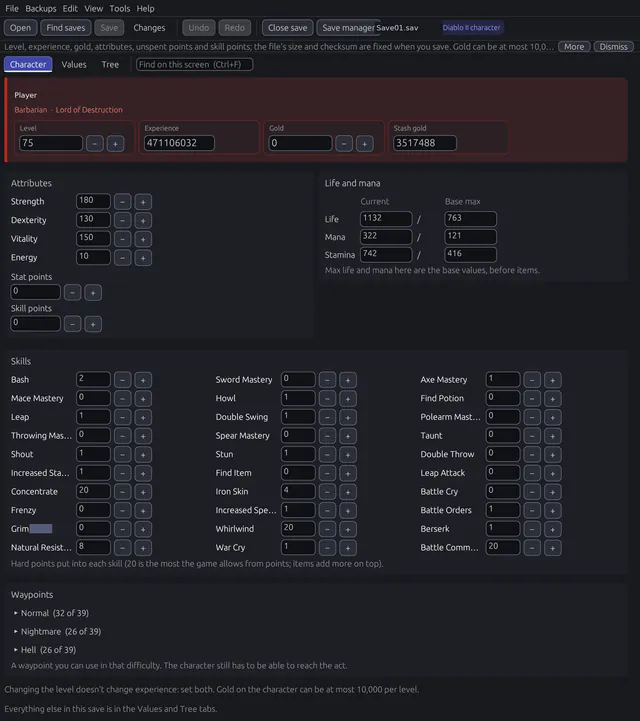 File Backups Edit View Tools Help
Open Find saves Save Changes Undo Redo Close save Save manager Save01.sav Diablo II character
Level, experience, gold, attributes, unspent points and skill points; the file's size and checksum are fixed when you save. Gold can be at most 10,0... More Dismiss
Character Values Tree Find on this screen (Ctrl+F)
Player
Barbarian · Lord of Destruction
Level Experience Gold Stash gold
75 − + 471106032 0 − + 3517488
Attributes
Strength 180 − +
Dexterity 130 − +
Vitality 150 − +
Energy 10 − +
Stat points
0 − +
Skill points
0 − +
Life and mana
Current Base max
Life 1132 / 763
Mana 322 / 121
Stamina 742 / 416
Max life and mana here are the base values, before items.
Skills
Bash 2 − + Sword Mastery 0 − + Axe Mastery 1 − +
Mace Mastery 0 − + Howl 1 − + Find Potion 0 − +
Leap 1 − + Double Swing 1 − + Polearm Mast... 0 − +
Throwing Mas... 0 − + Spear Mastery 0 − + Taunt 0 − +
Shout 1 − + Stun 1 − + Double Throw 0 − +
Increased Sta... 1 − + Find Item 0 − + Leap Attack 0 − +
Concentrate 20 − + Iron Skin 4 − + Battle Cry 0 − +
Frenzy 0 − + Increased Spe... 1 − + Battle Orders 1 − +
Grim 0 − + Whirlwind 20 − + Berserk 1 − +
Natural Resist... 8 − + War Cry 1 − + Battle Comm... 20 − +
Hard points put into each skill (20 is the most the game allows from points; items add more on top).
Waypoints
▸ Normal (32 of 39)
▸ Nightmare (26 of 39)
▸ Hell (26 of 39)
A waypoint you can use in that difficulty. The character still has to be able to reach the act.
Changing the level doesn't change experience: set both. Gold on the character can be at most 10,000 per level.
Everything else in this save is in the Values and Tree tabs.